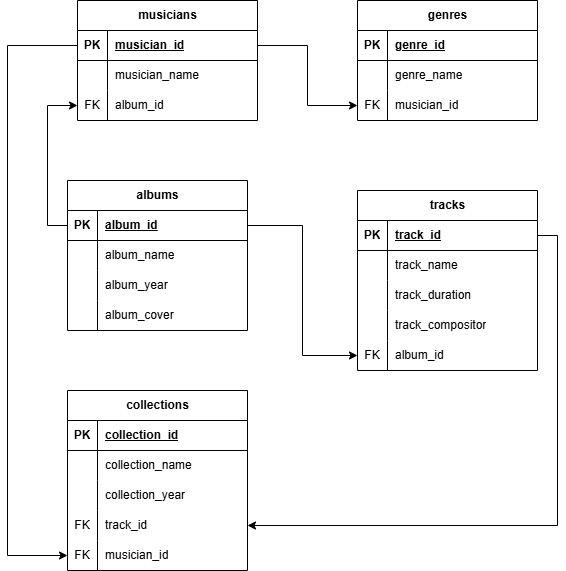 musicians
PK musician_id
musician_name
FK album_id
genres
PK genre_id
genre_name
FK musician_id
albums
PK album_id
album_name
album_year
album_cover
tracks
PK track_id
track_name
track_duration
track_compositor
FK album_id
collections
PK collection_id
collection_name
collection_year
FK track_id
FK musician_id